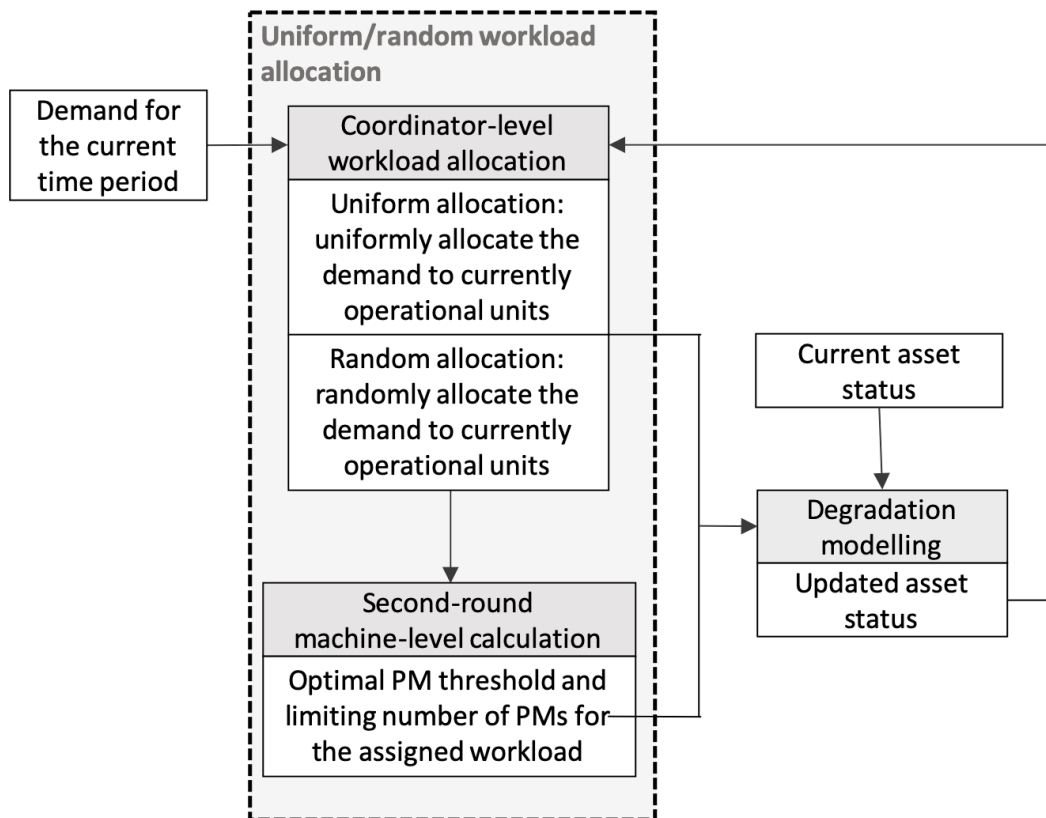 Uniform/random workload
allocation
Demand for
the current
time period
Coordinator-level
workload allocation
Uniform allocation:
uniformly allocate the
demand to currently
operational units
Random allocation:
randomly allocate the
demand to currently
operational units
Current asset
status
Degradation
modelling
Updated asset
status
Second-round
machine-level calculation
Optimal PM threshold and
limiting number of PMs for
the assigned workload